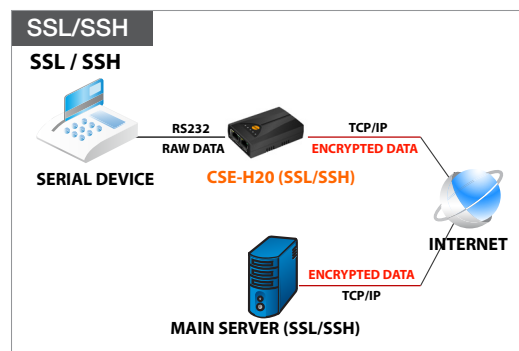 SSL/SSH
SSL / SSH
RS232
RAW DATA
TCP/IP
ENCRYPTED DATA
SERIAL DEVICE
CSE-H20 (SSL/SSH)
INTERNET
ENCRYPTED DATA
TCP/IP
MAIN SERVER (SSL/SSH)